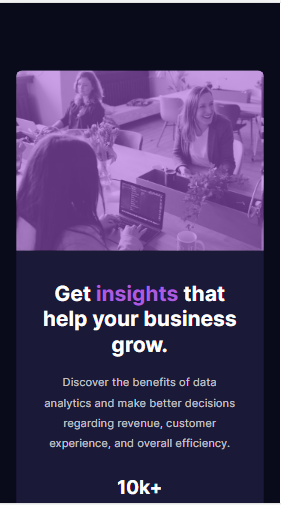 Get insights that
help your business
grow.
Discover the benefits of data
analytics and make better decisions
regarding revenue, customer
experience, and overall efficiency.
10k+